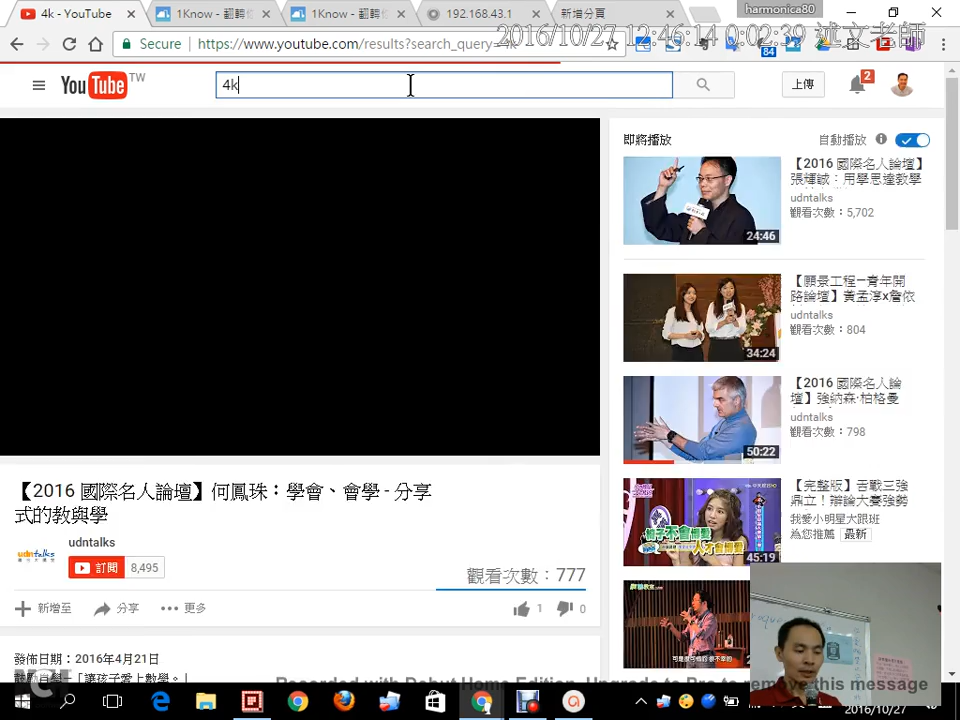 harmonica80
4k - YouTube
1Know - 翻轉
1Know - 翻轉
192.168.43.1
新增分頁
2016/10/27 12:46:14 0:02:39 述文老師
Secure
https://www.youtube.com/results?search_query=4k
84
YouTube TW
4k
上傳
2
即將播放
自動播放
【2016 國際名人論壇】
張輝誠：用學思達教學
udntalks
觀看次數：5,702
24:46
【願景工程—青年開
路論壇】黃孟淳x詹依
udntalks
觀看次數：804
34:24
【2016 國際名人論
壇】強納森·柏格曼
udntalks
觀看次數：798
50:22
【完整版】舌戰三強
鼎立！辯論大賽強勢
我愛小明星大跟班
為您推薦 最新
45:19
【2016 國際名人論壇】何鳳珠：學會、會學 - 分享
式的教與學
udntalks
訂閱 8,495
觀看次數：777
新增至
分享
更多
1
0
發佈日期：2016年4月21日
Recorded with Debut Home Edition. Upgrade to Pro to remove this message
2016/10/27